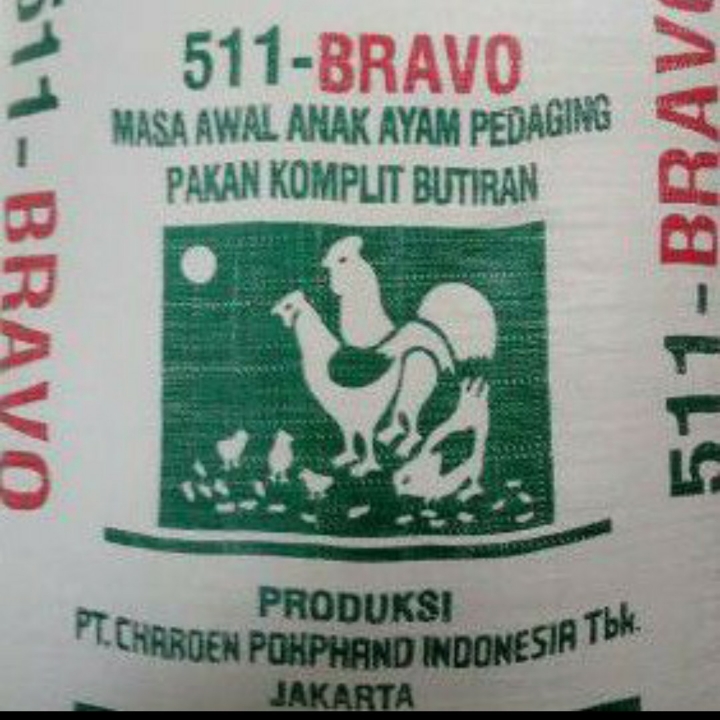 511-BRAVO
MASA AWAL ANAK AYAM PEDAGING
PAKAN KOMPLIT BUTIRAN
PRODUKSI
PT. CHAROEN POKPHAND INDONESIA Tbk.
JAKARTA
511-BRAVO
511-BRAVO